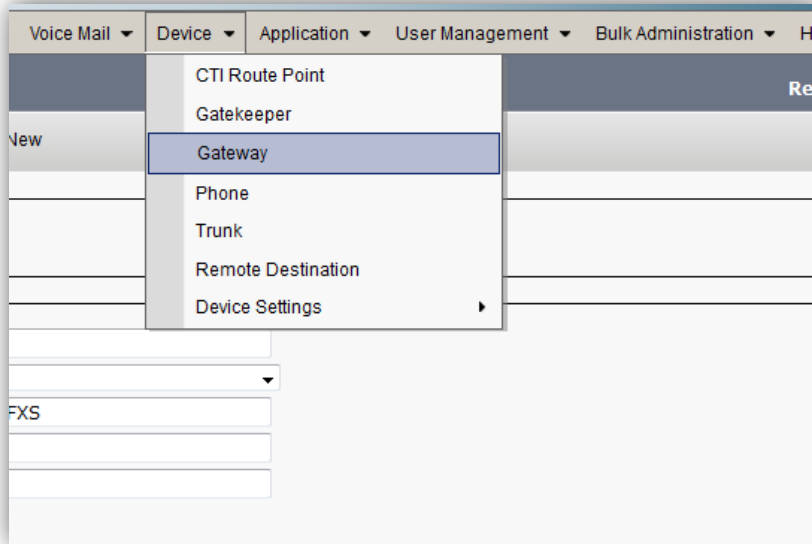 Voice Mail Device Application User Management Bulk Administration H
CTI Route Point
Re
Gatekeeper
New
Gateway
Phone
Trunk
Remote Destination
Device Settings
FXS